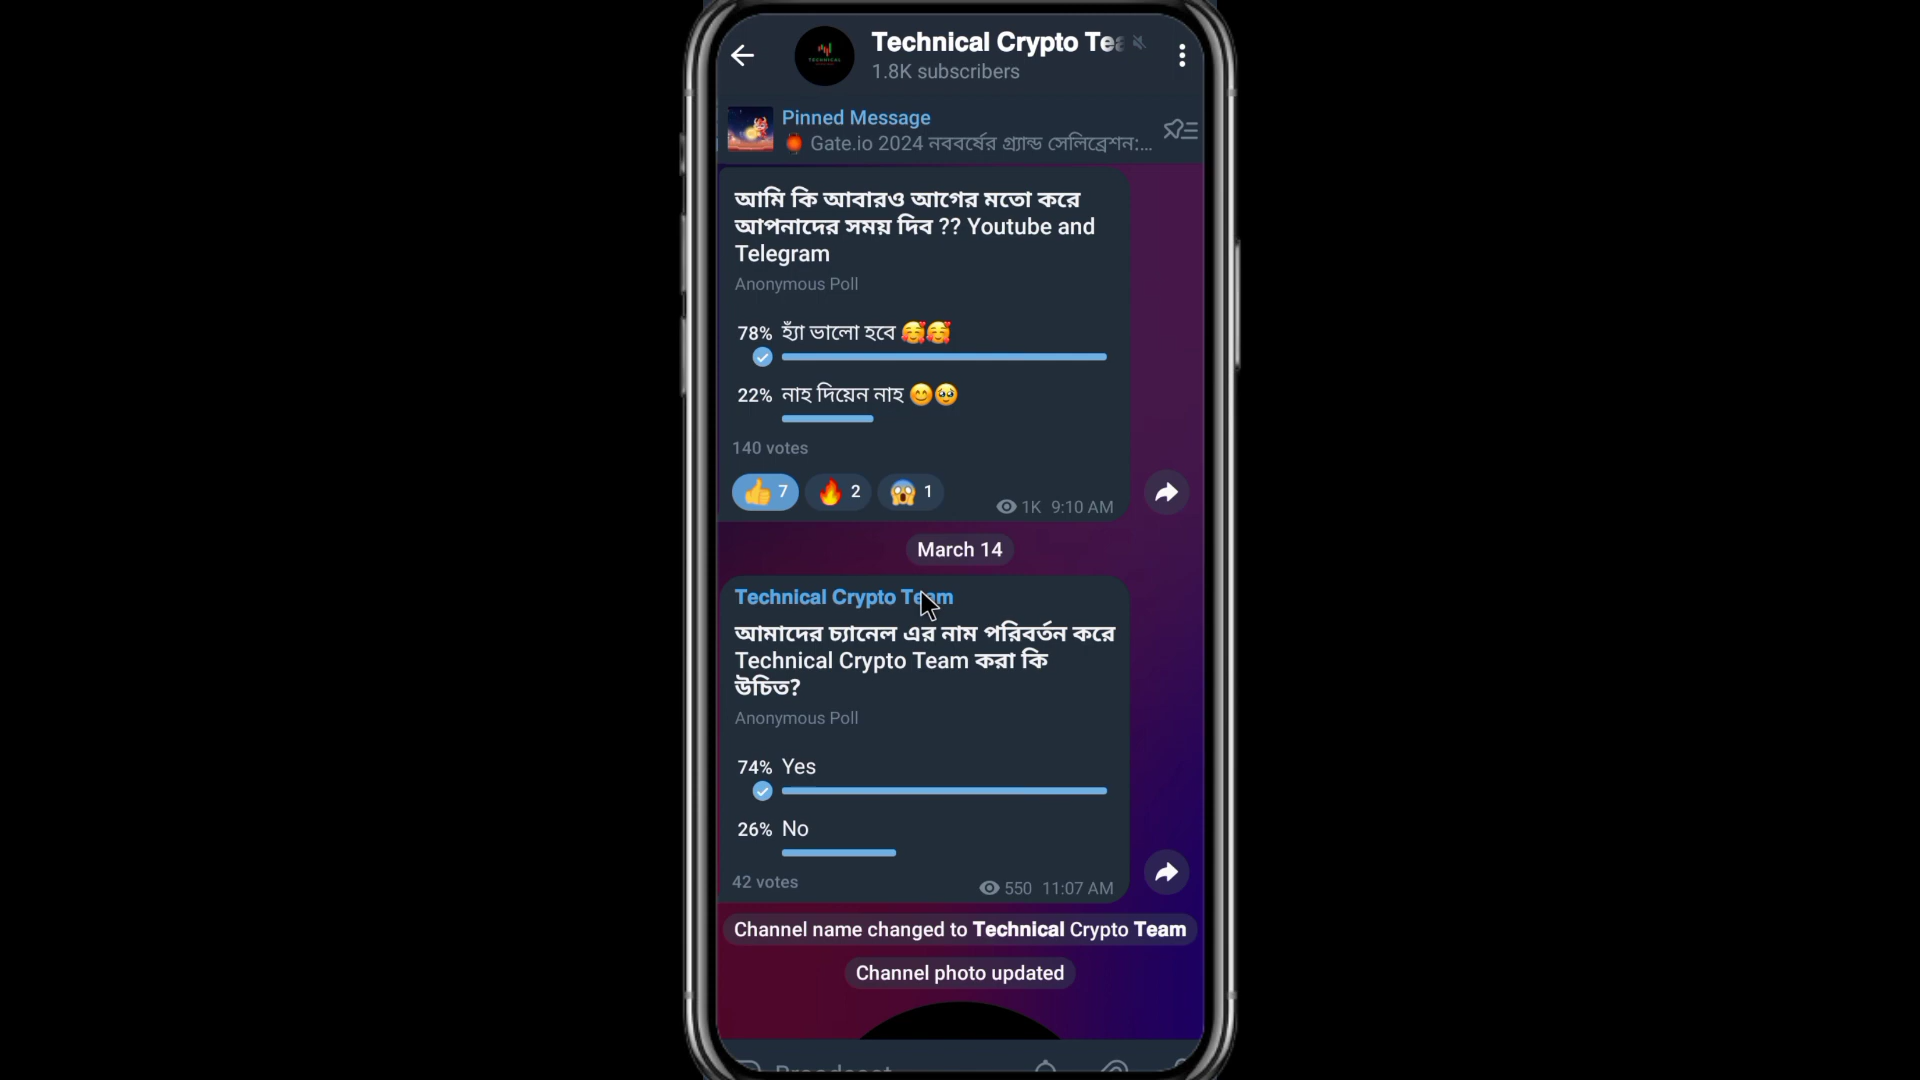 Technical Crypto Tea
1.8K subscribers
TECHNICAL
Pinned Message
Gate.io 2024 নববর্ষের গ্র্যান্ড সেলিব্রেশন:...
আমি কি আবারও আগের মতো করে
আপনাদের সময় দিব ?? Youtube and
Telegram
Anonymous Poll
78% হ্যাঁ ভালো হবে 🥰🥰
22% নাহ দিয়েন নাহ 😊🥹
140 votes
👍 7 🔥 2 😱 1
1K 9:10 AM
March 14
Technical Crypto Team
আমাদের চ্যানেল এর নাম পরিবর্তন করে
Technical Crypto Team করা কি
উচিত?
Anonymous Poll
74% Yes
26% No
42 votes
550 11:07 AM
Channel name changed to Technical Crypto Team
Channel photo updated
Broadcast